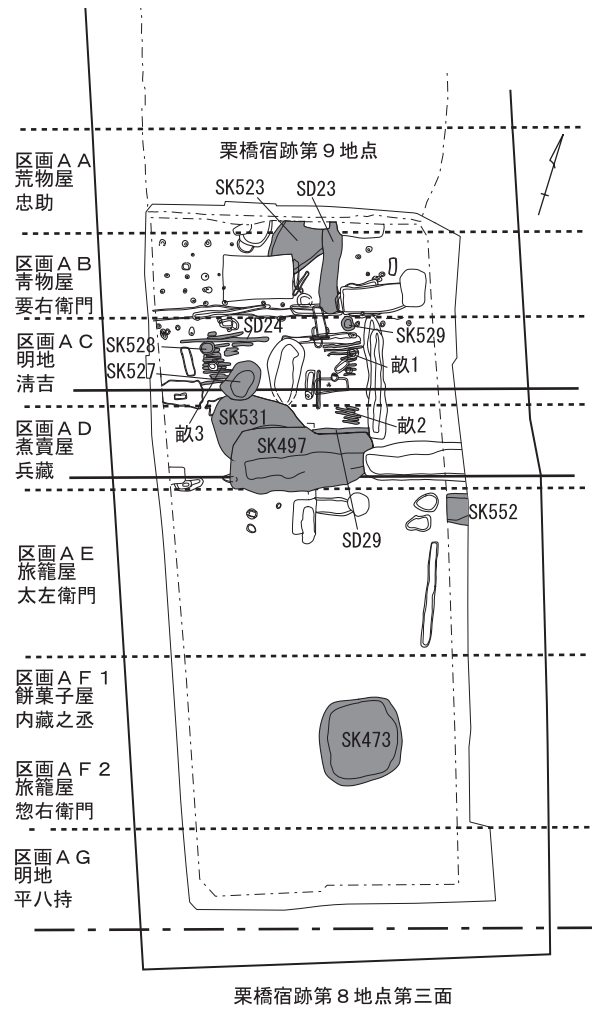 栗橋宿跡第９地点
区画ＡＡ
荒物屋
忠助
SK523
SD23
区画ＡＢ
青物屋
要右衛門
区画ＡＣ
明地
清吉
SD24
SK528
SK529
SK527
畝1
畝3
畝2
区画ＡＤ
煮賣屋
兵藏
SK531
SK497
SK552
SD29
区画ＡＥ
旅籠屋
太左衛門
区画ＡＦ１
餅菓子屋
内藏之丞
SK473
区画ＡＦ２
旅籠屋
惣右衛門
区画ＡＧ
明地
平八持
栗橋宿跡第８地点第三面